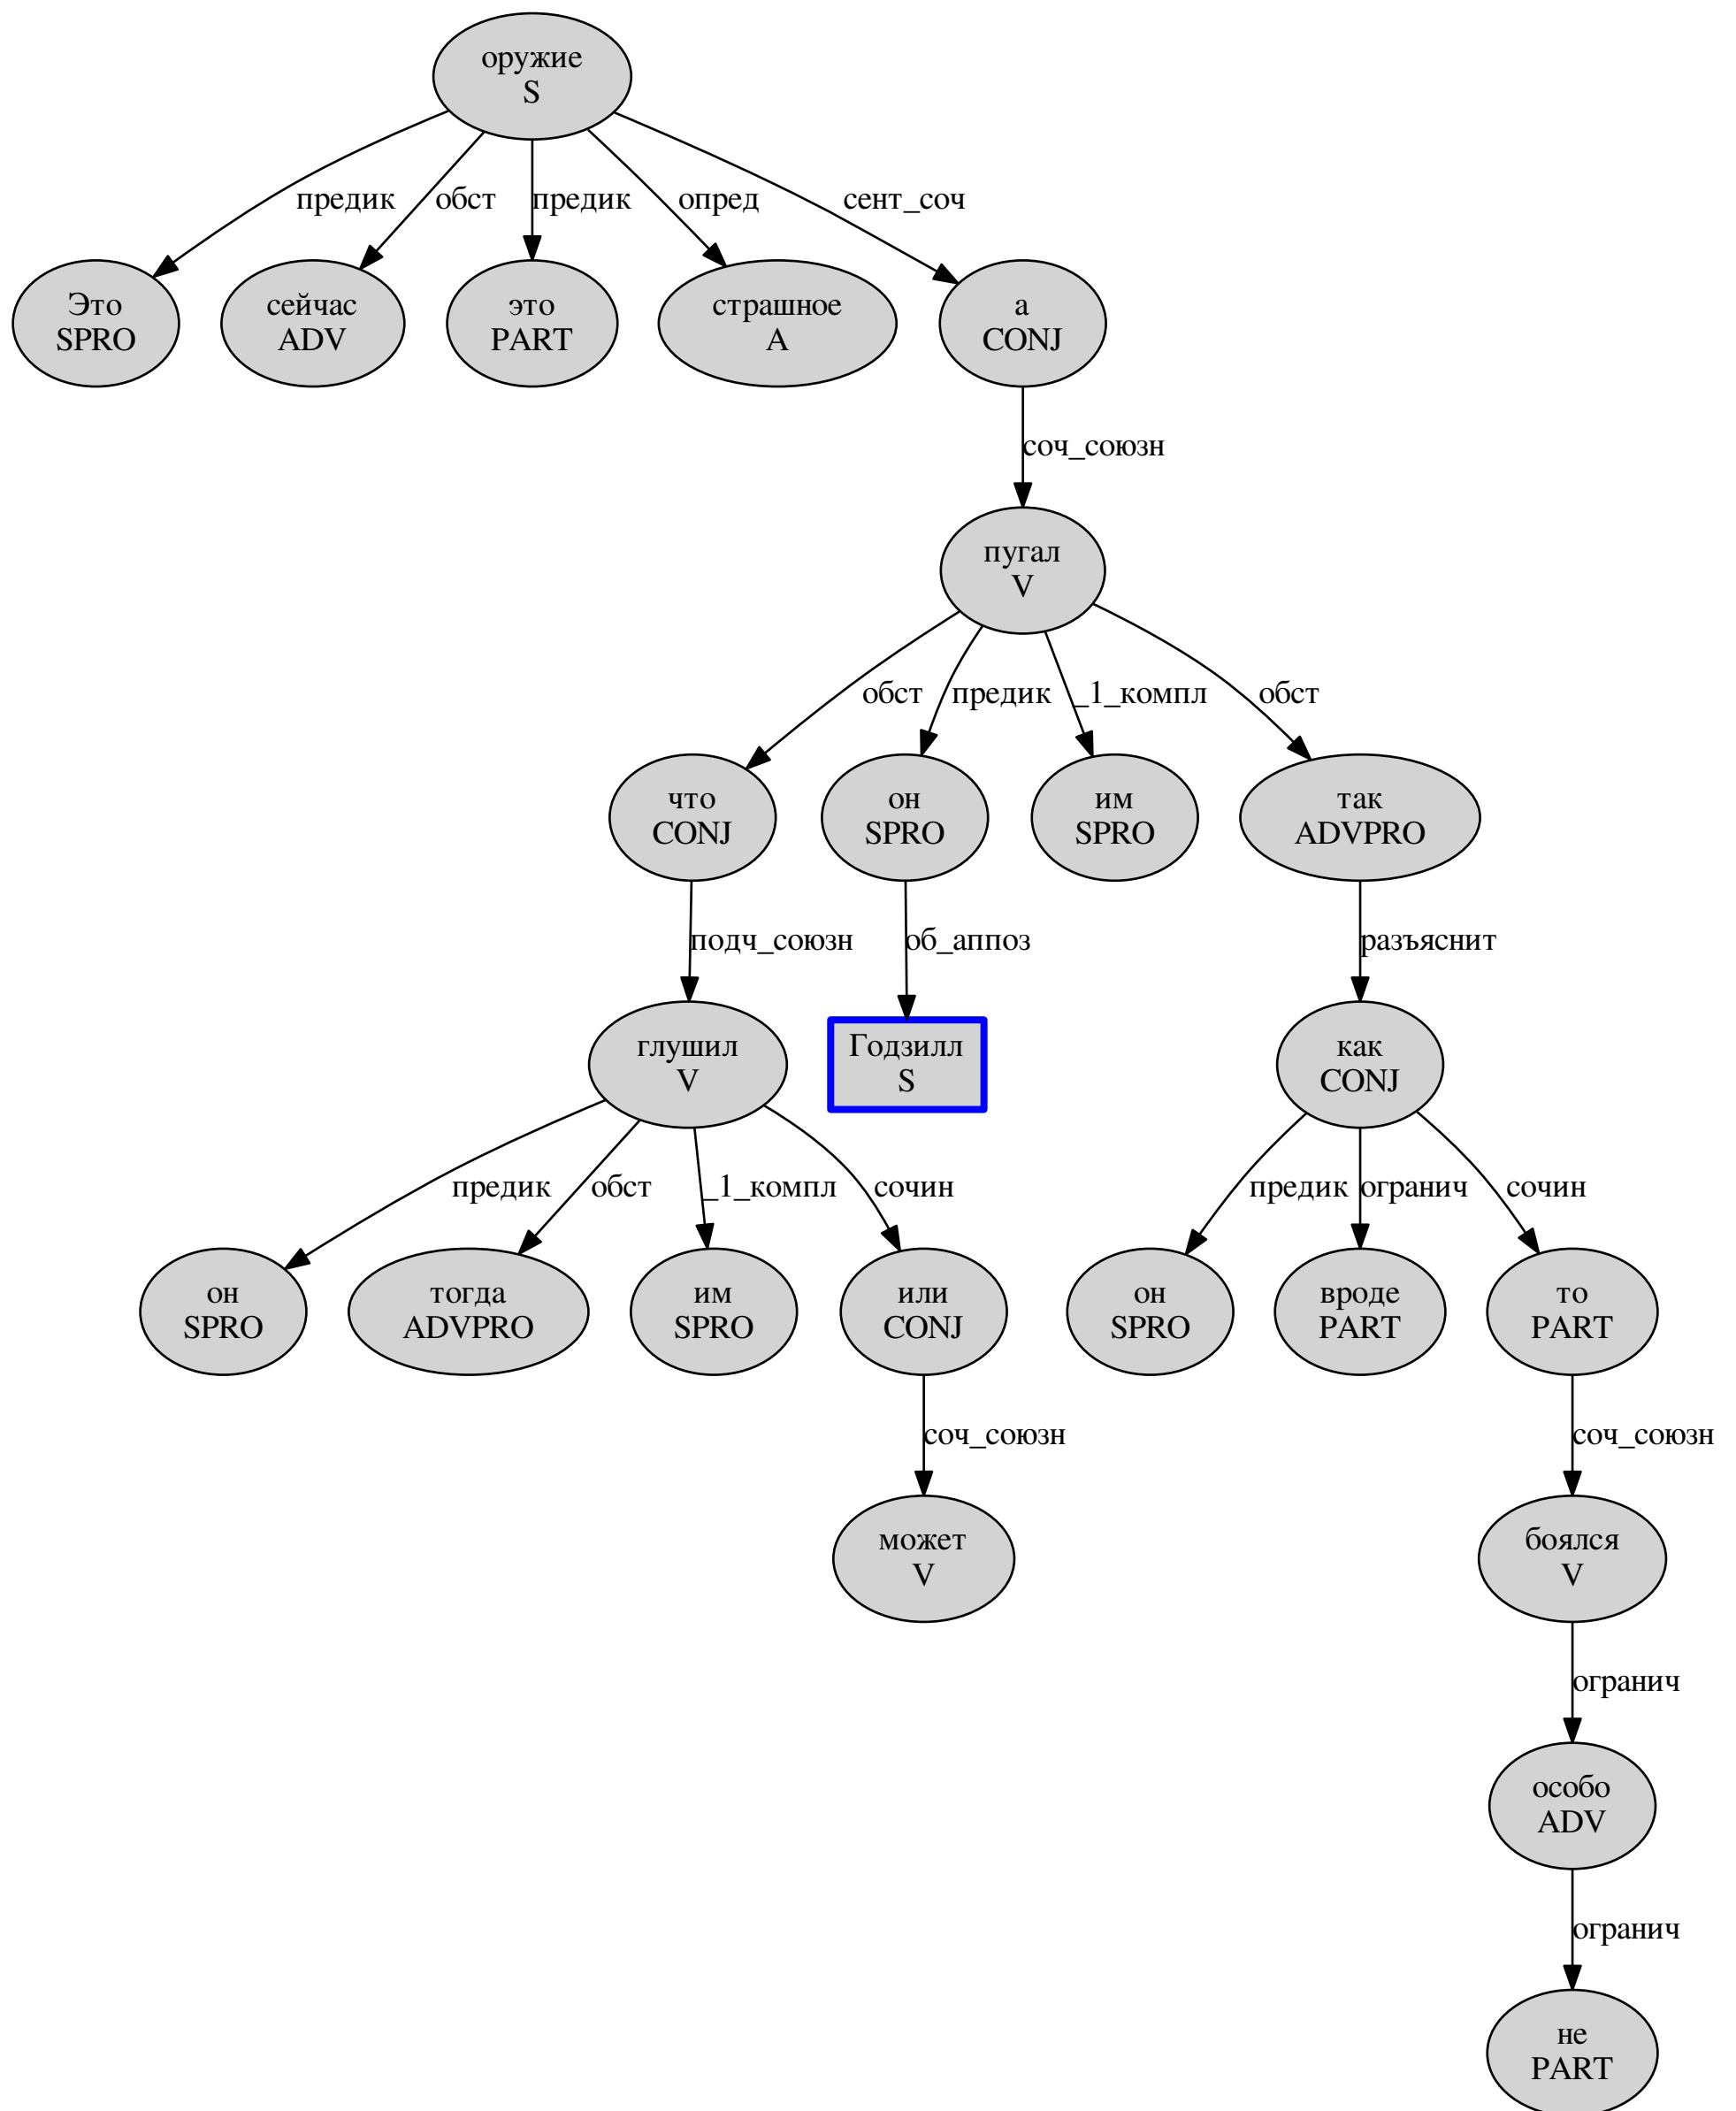 оружие
S
предик
обст
предик
опред
сент_соч
Это
SPRO
сейчас
ADV
это
PART
страшное
A
а
CONJ
соч_союзн
пугал
V
обст
предик
_1_компл
обст
что
CONJ
он
SPRO
им
SPRO
так
ADVPRO
подч_союзн
об_аппоз
разъяснит
глушил
V
Годзилл
S
как
CONJ
предик
обст
_1_компл
сочин
предик
огранич
сочин
он
SPRO
тогда
ADVPRO
им
SPRO
или
CONJ
он
SPRO
вроде
PART
то
PART
соч_союзн
соч_союзн
может
V
боялся
V
огранич
особо
ADV
огранич
не
PART